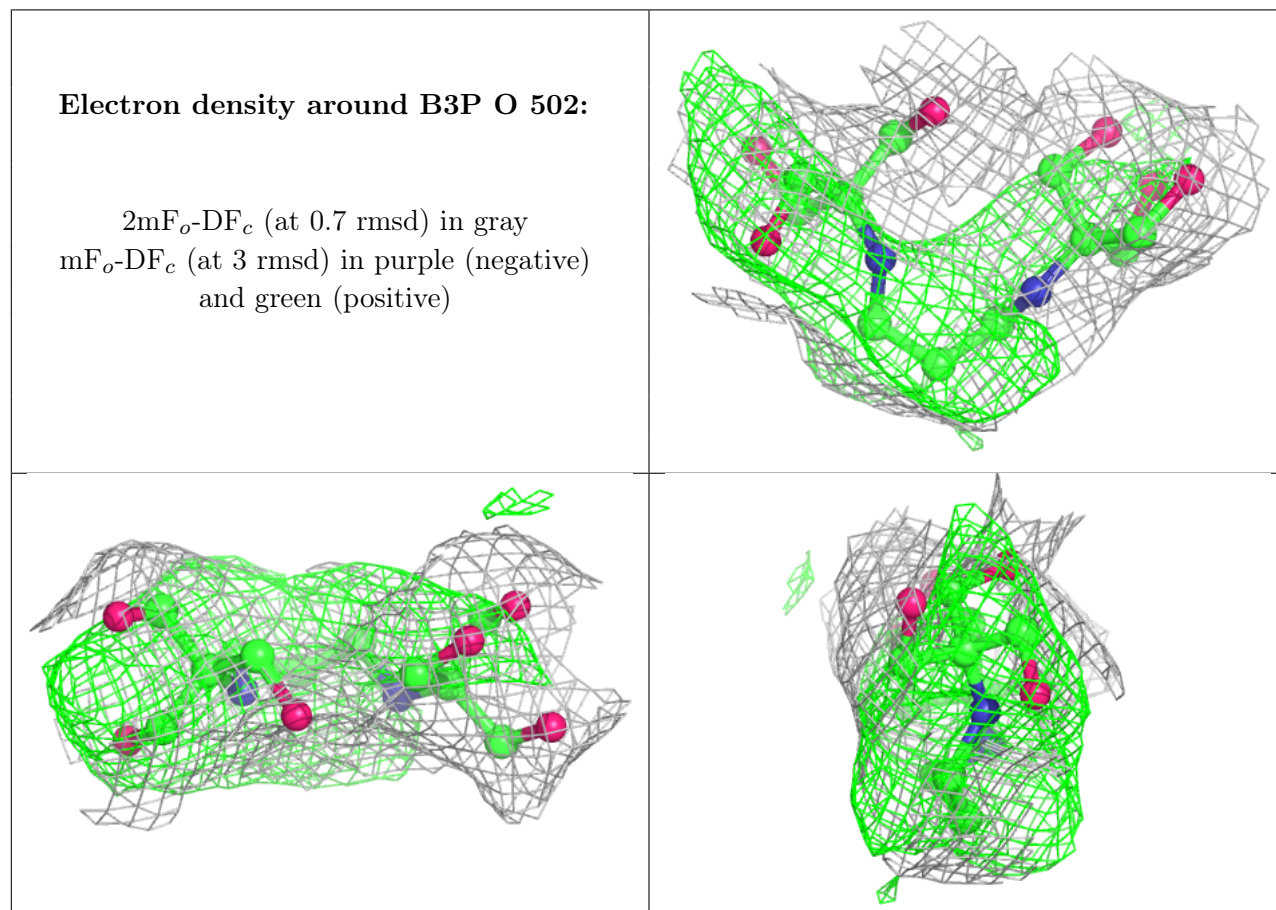 Electron density around B3P O 502:
2mFo-DFc (at 0.7 rmsd) in gray
mFo-DFc (at 3 rmsd) in purple (negative)
and green (positive)